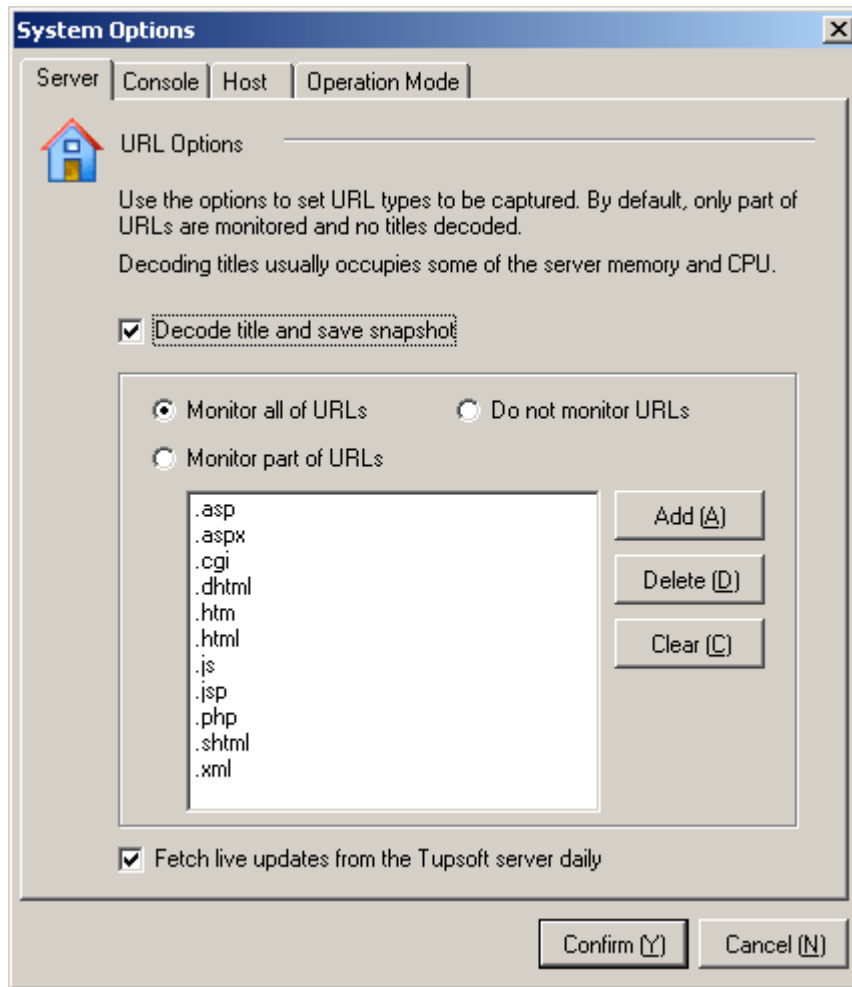 System Options
Server Console Host Operation Mode
URL Options
Use the options to set URL types to be captured. By default, only part of
URLs are monitored and no titles decoded.
Decoding titles usually occupies some of the server memory and CPU.
Decode title and save snapshot
Monitor all of URLs Do not monitor URLs
Monitor part of URLs
.asp
.aspx
.cgi
.dhtml
.htm
.html
.js
.jsp
.php
.shtml
.xml
Add (A)
Delete (D)
Clear (C)
Fetch live updates from the Tupsoft server daily
Confirm (Y) Cancel (N)